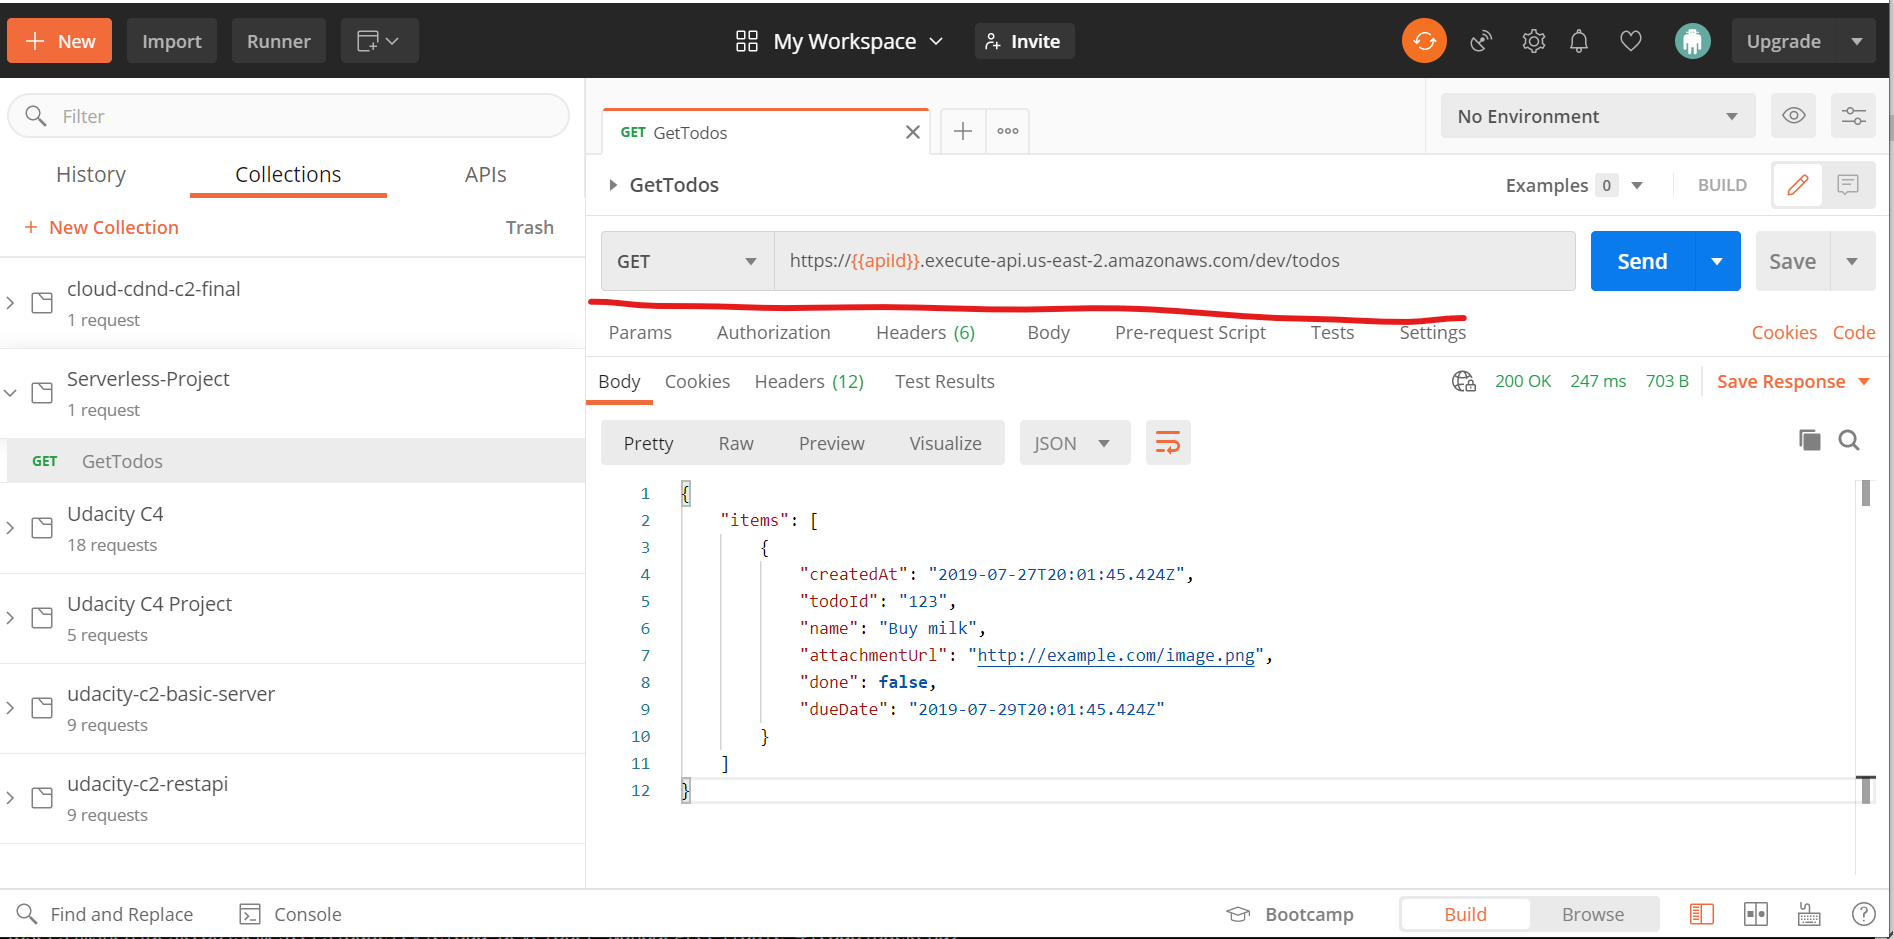 New Import Runner My Workspace Invite Upgrade
Filter
History Collections APIs
+ New Collection Trash
cloud-cdnd-c2-final
1 request
Serverless-Project
1 request
GET GetTodos
Udacity C4
18 requests
Udacity C4 Project
5 requests
udacity-c2-basic-server
9 requests
udacity-c2-restapi
9 requests
GET GetTodos
No Environment
GetTodos Examples 0 BUILD
GET https://{{apiId}}.execute-api.us-east-2.amazonaws.com/dev/todos Send Save
Params Authorization Headers (6) Body Pre-request Script Tests Settings Cookies Code
Body Cookies Headers (12) Test Results 200 OK 247 ms 703 B Save Response
Pretty Raw Preview Visualize JSON
1 {
2 "items": [
3 {
4 "createdAt": "2019-07-27T20:01:45.424Z",
5 "todoId": "123",
6 "name": "Buy milk",
7 "attachmentUrl": "http://example.com/image.png",
8 "done": false,
9 "dueDate": "2019-07-29T20:01:45.424Z"
10 }
11 ]
12 }
Find and Replace Console Bootcamp Build Browse